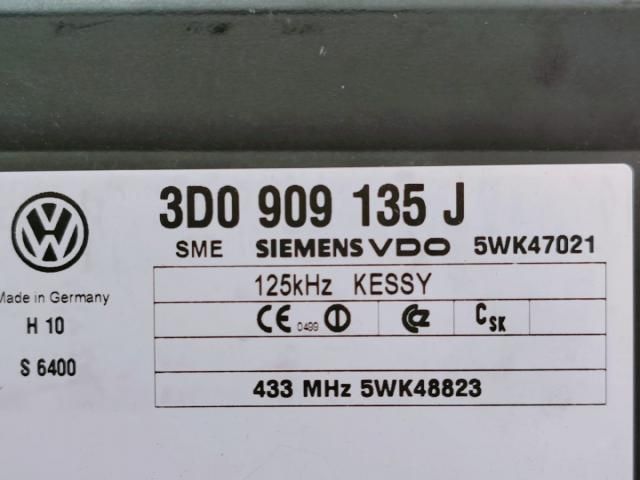 3D0 909 135 J
SME SIEMENS VDO 5WK47021
125kHz KESSY
Made in Germany
CE 0499
H 10
CSK
S 6400
433 MHz 5WK48823